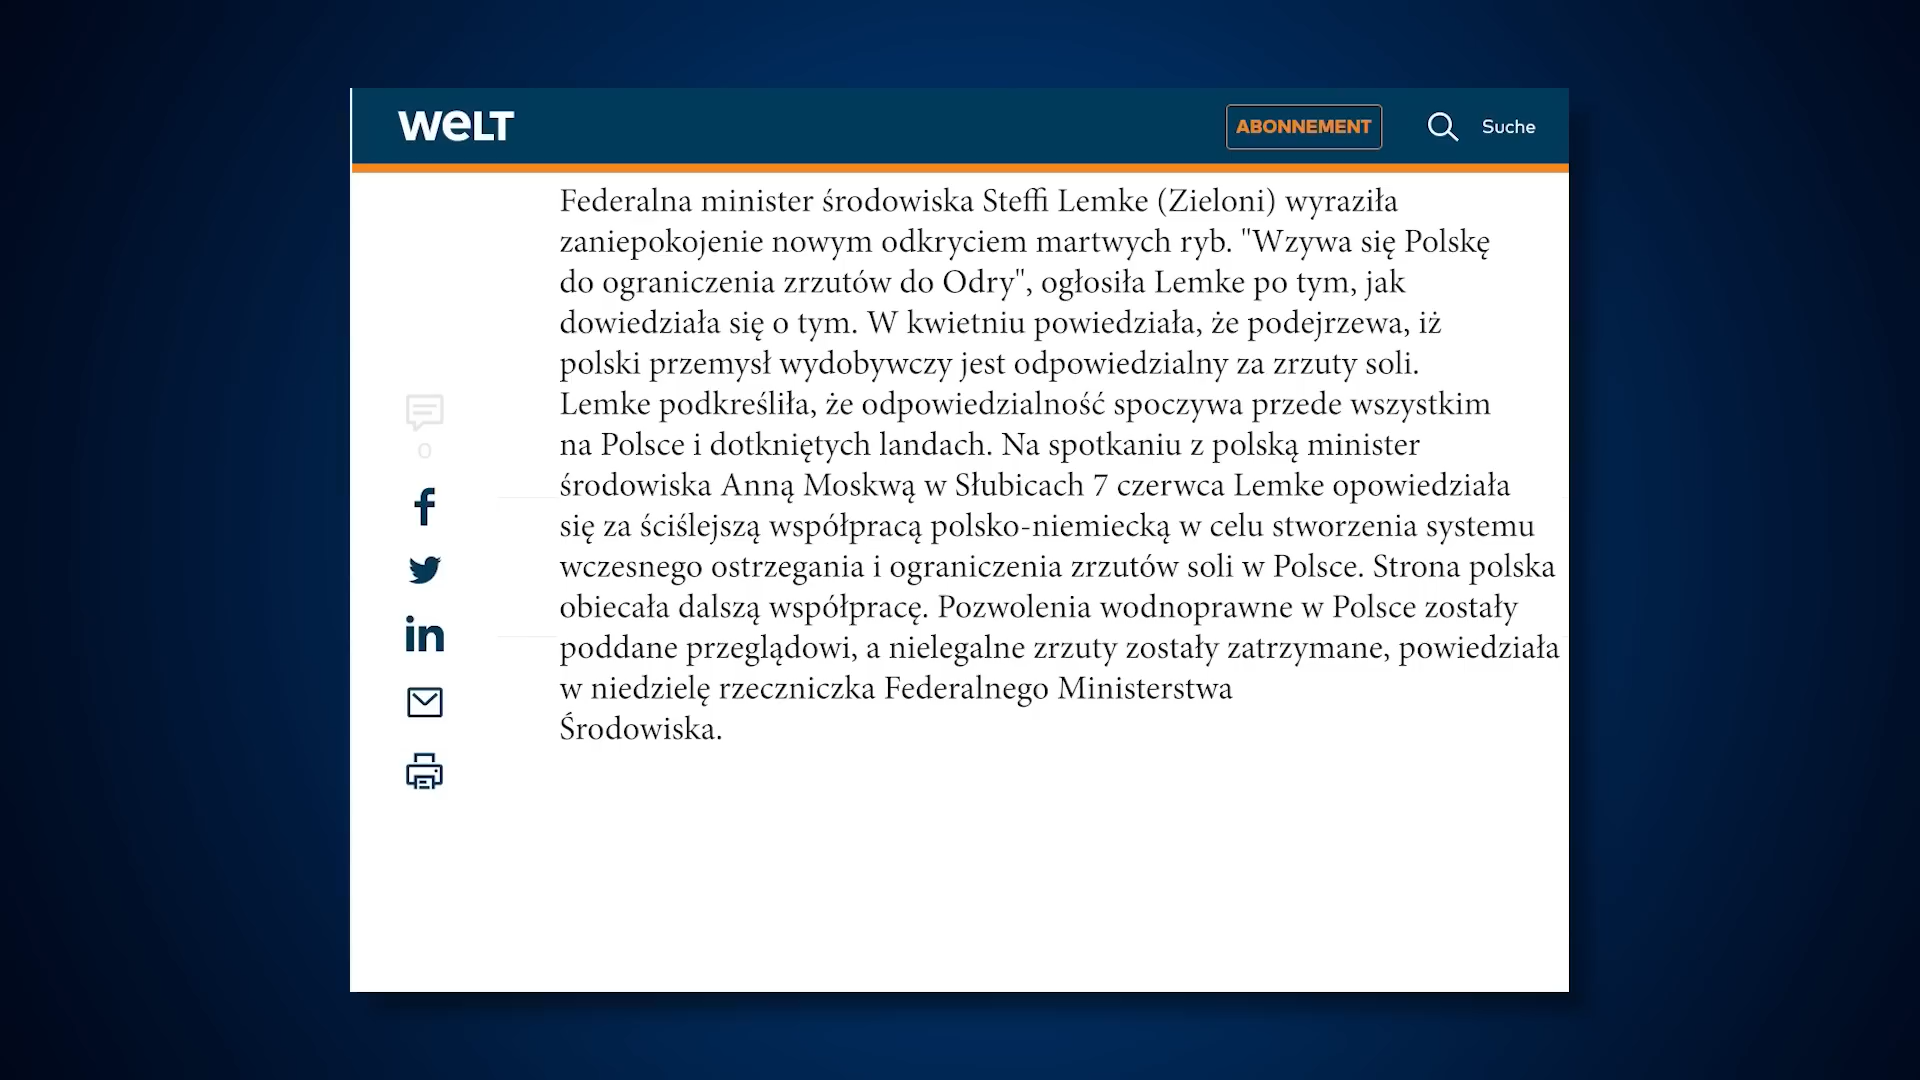 WELT
ABONNEMENT
Suche
Federalna minister środowiska Steffi Lemke (Zieloni) wyraziła
zaniepokojenie nowym odkryciem martwych ryb. "Wzywa się Polskę
do ograniczenia zrzutów do Odry", ogłosiła Lemke po tym, jak
dowiedziała się o tym. W kwietniu powiedziała, że podejrzewa, iż
polski przemysł wydobywczy jest odpowiedzialny za zrzuty soli.
Lemke podkreśliła, że odpowiedzialność spoczywa przede wszystkim
na Polsce i dotkniętych landach. Na spotkaniu z polską minister
środowiska Anną Moskwą w Słubicach 7 czerwca Lemke opowiedziała
się za ściślejszą współpracą polsko-niemiecką w celu stworzenia systemu
wczesnego ostrzegania i ograniczenia zrzutów soli w Polsce. Strona polska
obiecała dalszą współpracę. Pozwolenia wodnoprawne w Polsce zostały
poddane przeglądowi, a nielegalne zrzuty zostały zatrzymane, powiedziała
w niedzielę rzeczniczka Federalnego Ministerstwa
Środowiska.
0